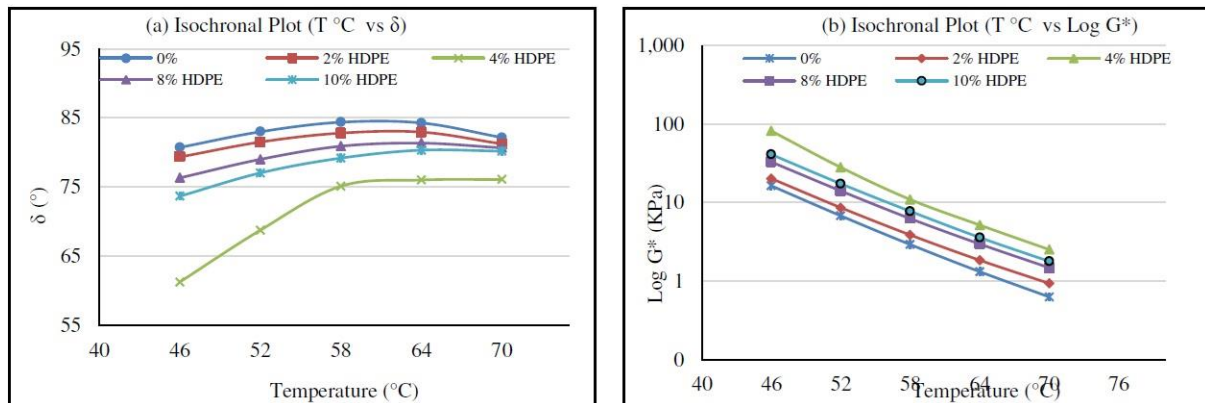 (a) Isochronal Plot (T °C  vs δ)
0%
2% HDPE
4% HDPE
8% HDPE
10% HDPE
95
85
75
65
55
δ (°)
40 46 52 58 64 70
Temperature (°C)
(b) Isochronal Plot (T °C  vs Log G*)
0%
2% HDPE
4% HDPE
8% HDPE
10% HDPE
1,000
100
10
1
0
Log G* (KPa)
40 46 52 58 64 70 76
Temperature (°C)